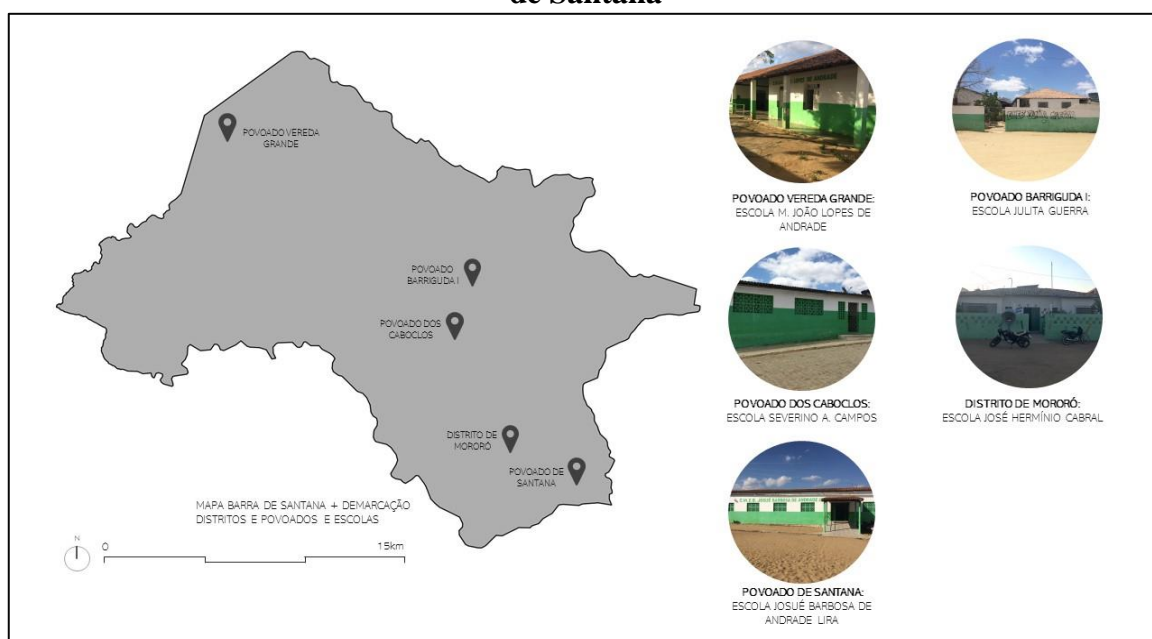 de Santana
POVOADO VEREDA
GRANDE
POVOADO
BARRIGUDA I
POVOADO DOS
CABOCLOS
DISTRITO DE
MORORÓ
POVOADO DE
SANTANA
MAPA BARRA DE SANTANA + DEMARCAÇÃO
DISTRITOS E POVOADOS E ESCOLAS
N
0
15km
POVOADO VEREDA GRANDE:
ESCOLA M. JOÃO LOPES DE
ANDRADE
POVOADO BARRIGUDA I:
ESCOLA JULITA GUERRA
POVOADO DOS CABOCLOS:
ESCOLA SEVERINO A. CAMPOS
DISTRITO DE MORORÓ:
ESCOLA JOSÉ HERMÍNIO CABRAL
POVOADO DE SANTANA:
ESCOLA JOSUÉ BARBOSA DE
ANDRADE LIRA